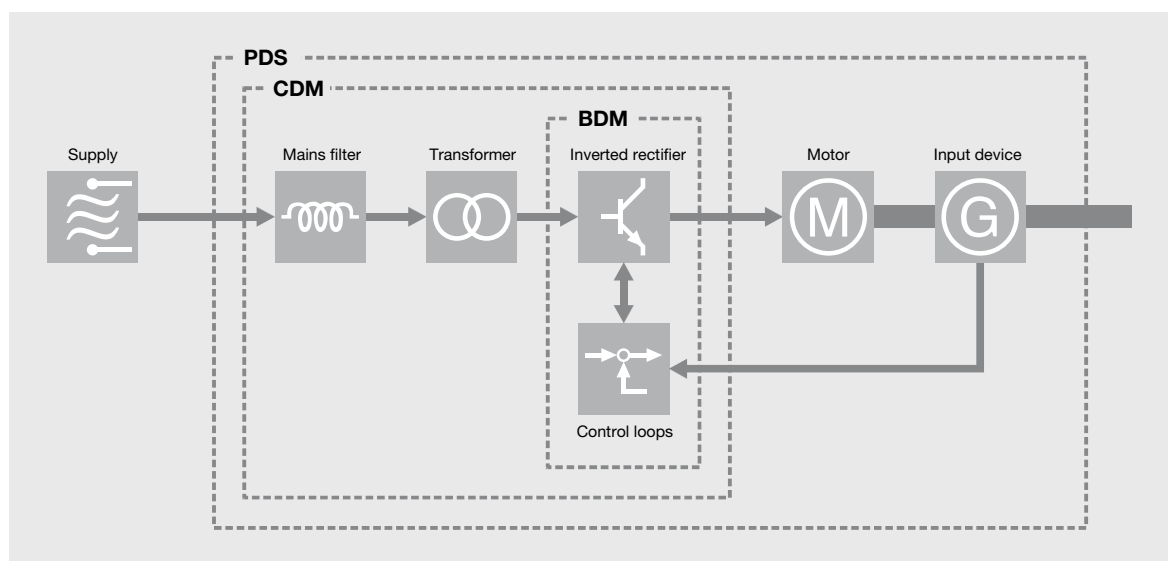 PDS
CDM
BDM
Supply
Mains filter
Transformer
Inverted rectifier
Motor
Input device
M
G
Control loops